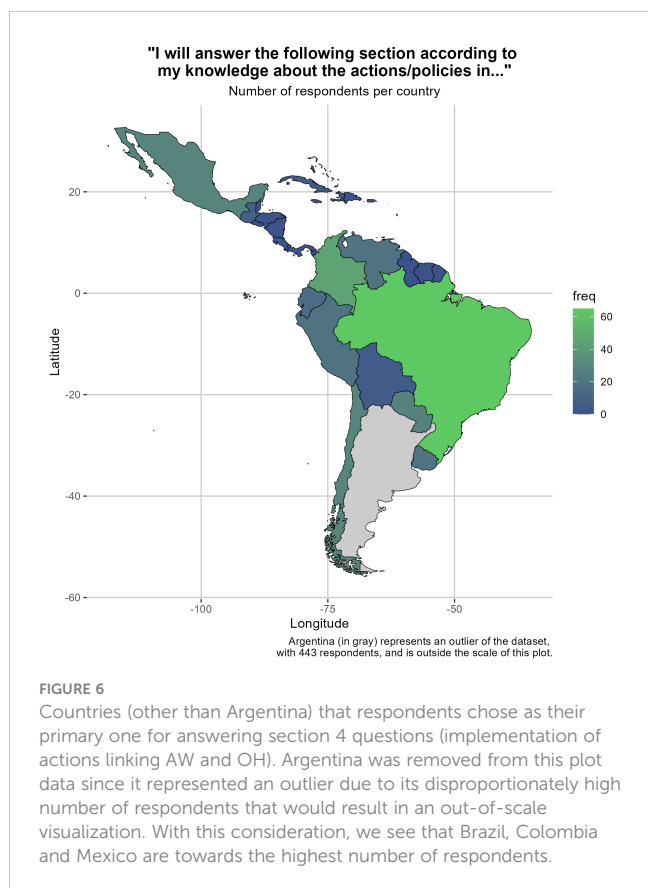 "I will answer the following section according to
my knowledge about the actions/policies in..."
Number of respondents per country
20
0
-20
-40
-60
Latitude
-100
-75
-50
Longitude
freq
60
40
20
0
Argentina (in gray) represents an outlier of the dataset,
with 443 respondents, and is outside the scale of this plot.
FIGURE 6
Countries (other than Argentina) that respondents chose as their
primary one for answering section 4 questions (implementation of
actions linking AW and OH). Argentina was removed from this plot
data since it represented an outlier due to its disproportionately high
number of respondents that would result in an out-of-scale
visualization. With this consideration, we see that Brazil, Colombia
and Mexico are towards the highest number of respondents.